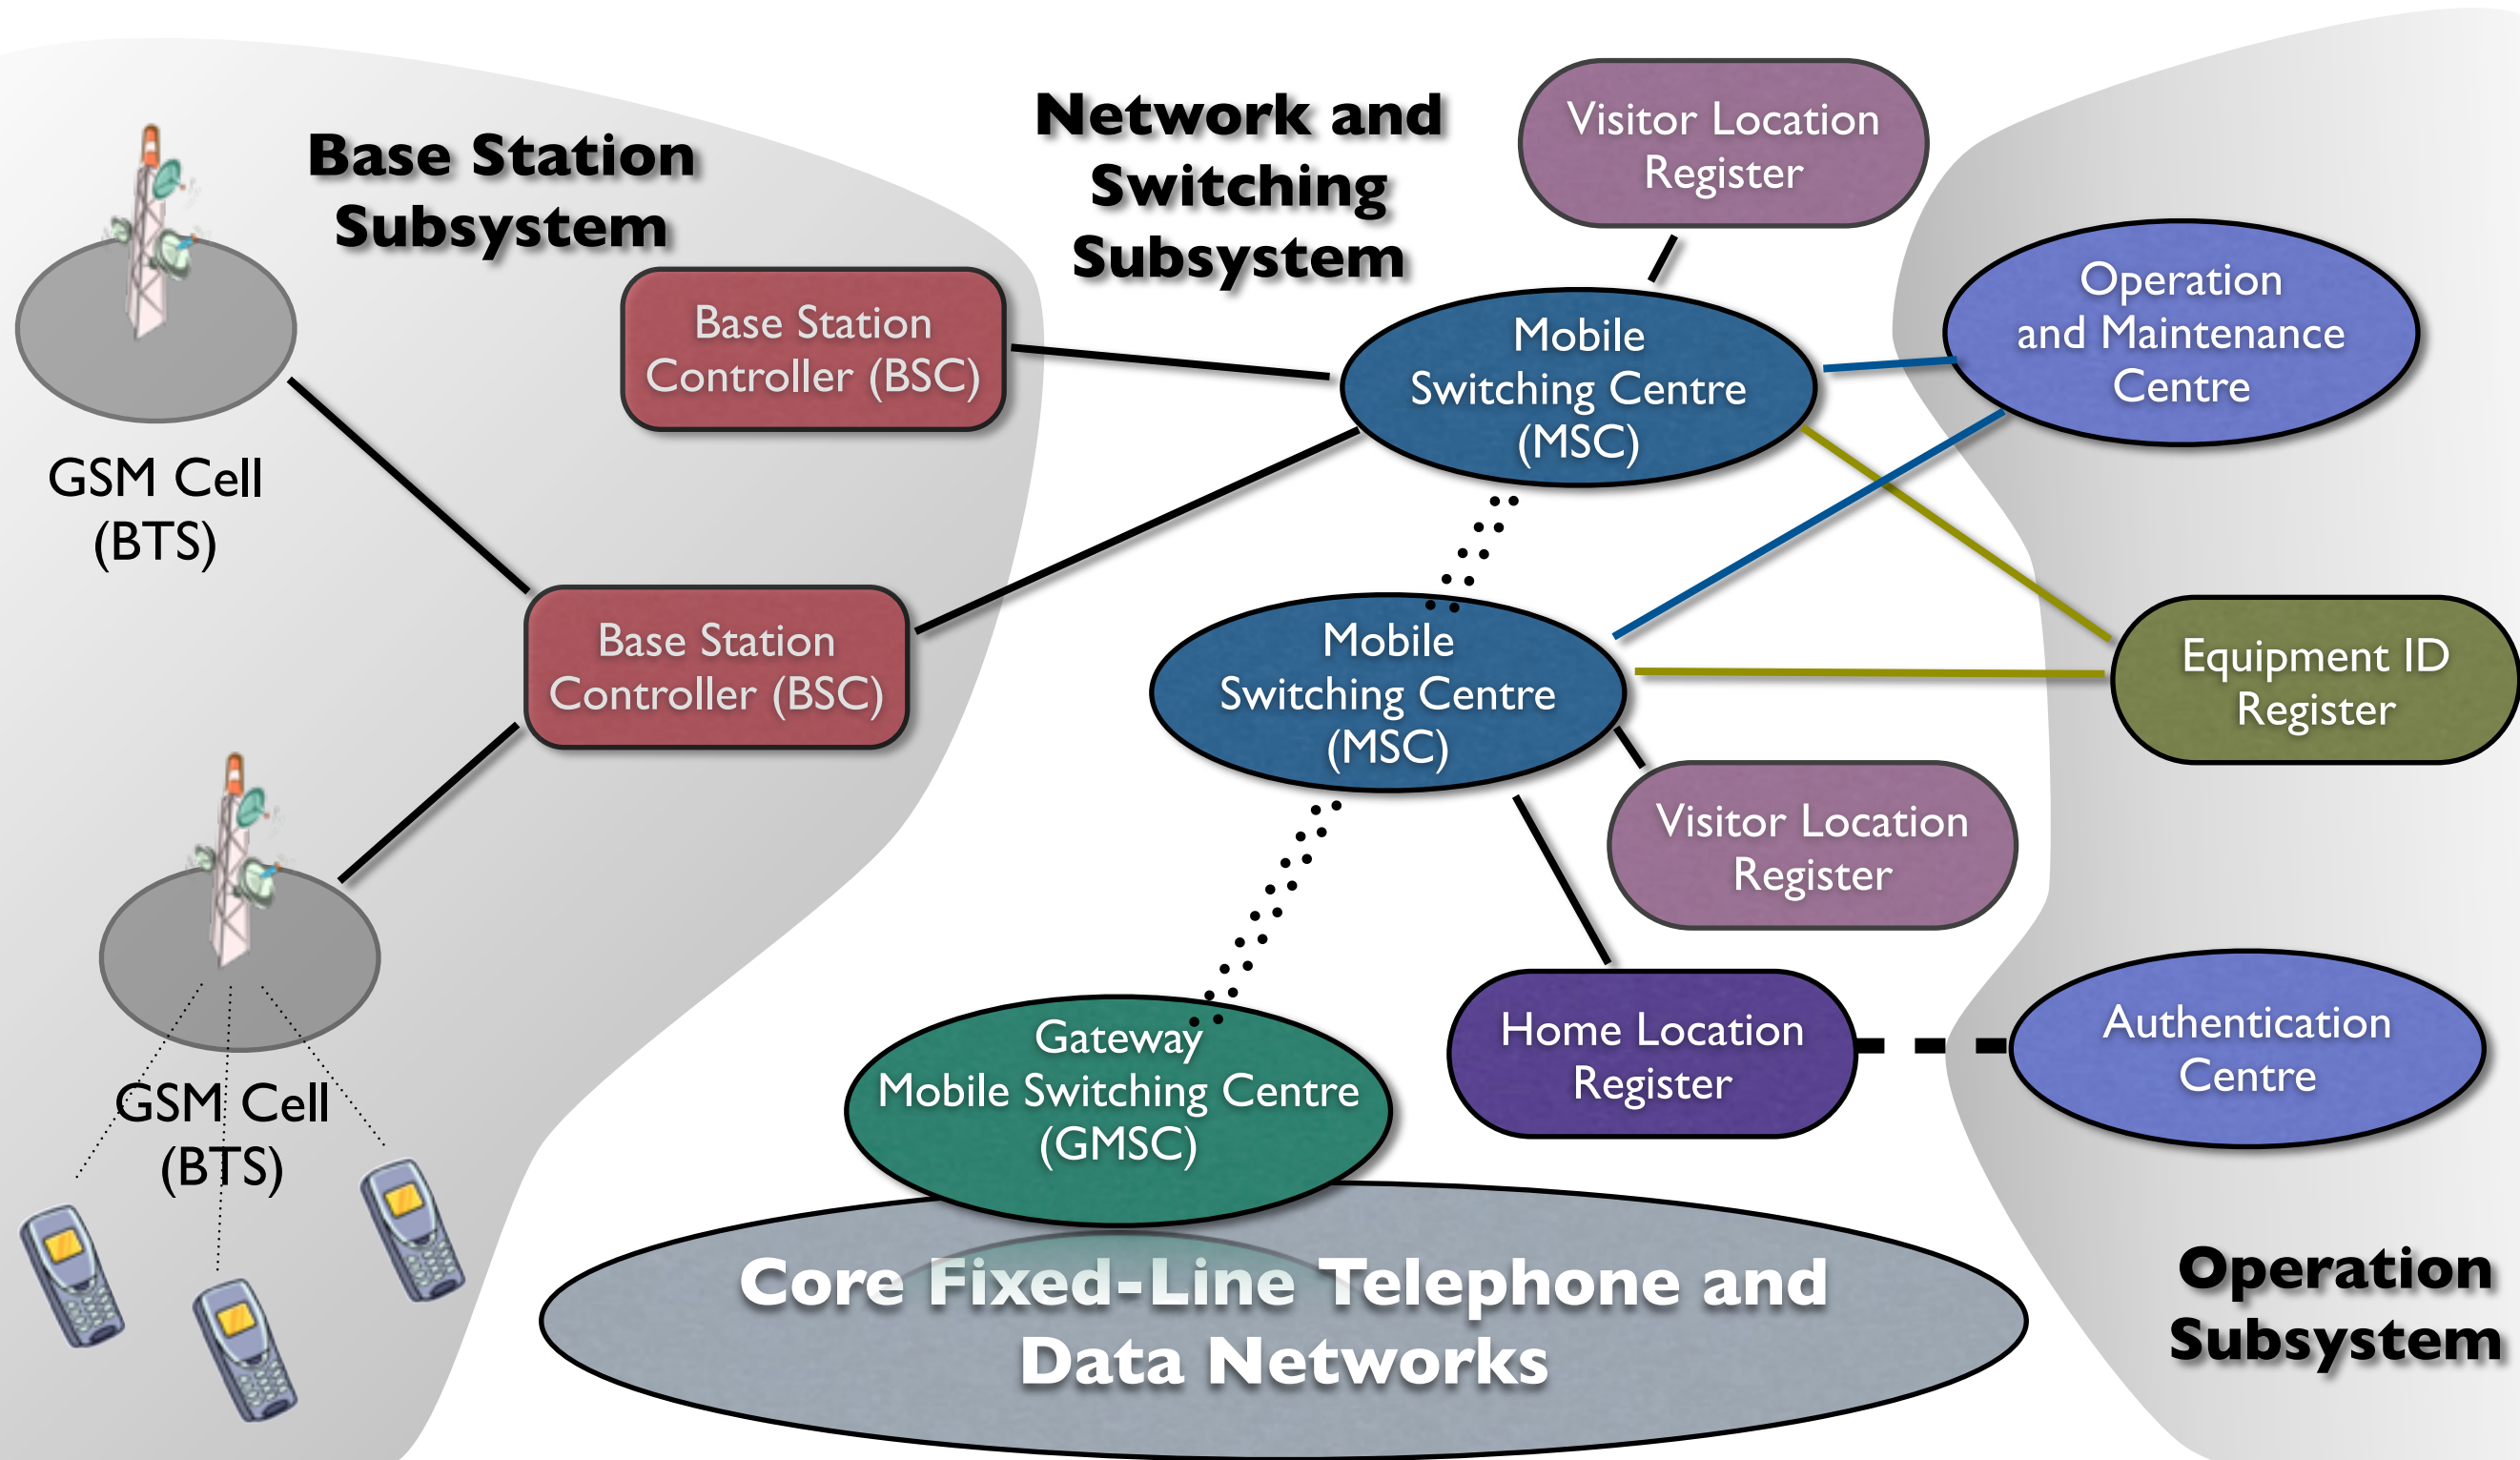 Base Station
Subsystem
Network and
Switching
Subsystem
Visitor Location
Register
Operation
and Maintenance
Centre
Base Station
Controller (BSC)
Mobile
Switching Centre
(MSC)
GSM Cell
(BTS)
Base Station
Controller (BSC)
Mobile
Switching Centre
(MSC)
Equipment ID
Register
Visitor Location
Register
GSM Cell
(BTS)
Gateway
Mobile Switching Centre
(GMSC)
Home Location
Register
Authentication
Centre
Core Fixed-Line Telephone and
Data Networks
Operation
Subsystem